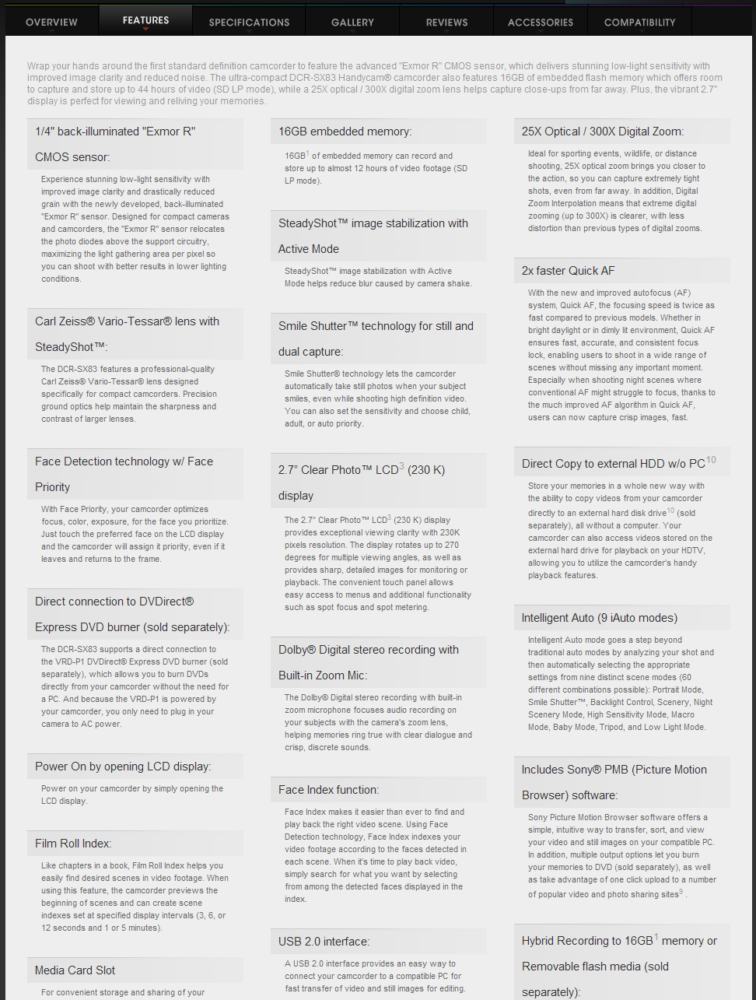 OVERVIEW
FEATURES
SPECIFICATIONS
GALLERY
REVIEWS
ACCESSORIES
COMPATIBILITY
Wrap your hands around the first standard definition camcorder to feature the advanced "Exmor R" CMOS sensor, which delivers stunning low-light sensitivity with
improved image clarity and reduced noise. The ultra-compact DCR-SX83 Handycam® camcorder also features 16GB of embedded flash memory which offers room
to capture and store up to 44 hours of video (SD LP mode), while a 25X optical / 300X digital zoom lens helps capture close-ups from far away. Plus, the vibrant 2.7"
display is perfect for viewing and reliving your memories.
1/4" back-illuminated "Exmor R"
CMOS sensor:
Experience stunning low-light sensitivity with
improved image clarity and drastically reduced
grain with the newly developed, back-illuminated
"Exmor R" sensor. Designed for compact cameras
and camcorders, the "Exmor R" sensor relocates
the photo diodes above the support circuitry,
maximizing the light gathering area per pixel so
you can shoot with better results in lower lighting
conditions.
Carl Zeiss® Vario-Tessar® lens with
SteadyShot™:
The DCR-SX83 features a professional-quality
Carl Zeiss® Vario-Tessar® lens designed
specifically for compact camcorders. Precision
ground optics help maintain the sharpness and
contrast of larger lenses.
Face Detection technology w/ Face
Priority
With Face Priority, your camcorder optimizes
focus, color, exposure, for the face you prioritize.
Just touch the preferred face on the LCD display
and the camcorder will assign it priority, even if it
leaves and returns to the frame.
Direct connection to DVDirect®
Express DVD burner (sold separately):
The DCR-SX83 supports a direct connection to
the VRD-P1 DVDirect® Express DVD burner (sold
separately), which allows you to burn DVDs
directly from your camcorder without the need for
a PC. And because the VRD-P1 is powered by
your camcorder, you only need to plug in your
camera to AC power.
Power On by opening LCD display:
Power on your camcorder by simply opening the
LCD display.
Film Roll Index:
Like chapters in a book, Film Roll Index helps you
easily find desired scenes in video footage. When
using this feature, the camcorder previews the
beginning of scenes and can create scene
indexes set at specified display intervals (3, 6, or
12 seconds and 1 or 5 minutes).
Media Card Slot
For convenient storage and sharing of your
16GB embedded memory:
16GB1 of embedded memory can record and
store up to almost 12 hours of video footage (SD
LP mode).
SteadyShot™ image stabilization with
Active Mode
SteadyShot™ image stabilization with Active
Mode helps reduce blur caused by camera shake.
Smile Shutter™ technology for still and
dual capture:
Smile Shutter® technology lets the camcorder
automatically take still photos when your subject
smiles, even while shooting high definition video.
You can also set the sensitivity and choose child,
adult, or auto priority.
2.7” Clear Photo™ LCD3 (230 K)
display
The 2.7” Clear Photo™ LCD3 (230 K) display
provides exceptional viewing clarity with 230K
pixels resolution. The display rotates up to 270
degrees for multiple viewing angles, as well as
provides sharp, detailed images for monitoring or
playback. The convenient touch panel allows
easy access to menus and additional functionality
such as spot focus and spot metering.
Dolby® Digital stereo recording with
Built-in Zoom Mic:
The Dolby® Digital stereo recording with built-in
zoom microphone focuses audio recording on
your subjects with the camera's zoom lens,
helping memories ring true with clear dialogue and
crisp, discrete sounds.
Face Index function:
Face Index makes it easier than ever to find and
play back the right video scene. Using Face
Detection technology, Face Index indexes your
video footage according to the faces detected in
each scene. When it's time to play back video,
simply search for what you want by selecting
from among the detected faces displayed in the
index.
USB 2.0 interface:
A USB 2.0 interface provides an easy way to
connect your camcorder to a compatible PC for
fast transfer of video and still images for editing.
25X Optical / 300X Digital Zoom:
Ideal for sporting events, wildlife, or distance
shooting, 25X optical zoom brings you closer to
the action, so you can capture extremely tight
shots, even from far away. In addition, Digital
Zoom Interpolation means that extreme digital
zooming (up to 300X) is clearer, with less
distortion than previous types of digital zooms.
2x faster Quick AF
With the new and improved autofocus (AF)
system, Quick AF, the focusing speed is twice as
fast compared to previous models. Whether in
bright daylight or in dimly lit environment, Quick AF
ensures fast, accurate, and consistent focus
lock, enabling users to shoot in a wide range of
scenes without missing any important moment.
Especially when shooting night scenes where
conventional AF might struggle to focus, thanks to
the much improved AF algorithm in Quick AF,
users can now capture crisp images, fast.
Direct Copy to external HDD w/o PC10
Store your memories in a whole new way with
the ability to copy videos from your camcorder
directly to an external hard disk drive10 (sold
separately), all without a computer. Your
camcorder can also access videos stored on the
external hard drive for playback on your HDTV,
allowing you to utilize the camcorder's handy
playback features.
Intelligent Auto (9 iAuto modes)
Intelligent Auto mode goes a step beyond
traditional auto modes by analyzing your shot and
then automatically selecting the appropriate
settings from nine distinct scene modes (60
different combinations possible): Portrait Mode,
Smile Shutter™, Backlight Control, Scenery, Night
Scenery Mode, High Sensitivity Mode, Macro
Mode, Baby Mode, Tripod, and Low Light Mode.
Includes Sony® PMB (Picture Motion
Browser) software:
Sony Picture Motion Browser software offers a
simple, intuitive way to transfer, sort, and view
your video and still images on your compatible PC.
In addition, multiple output options let you burn
your memories to DVD (sold separately), as well
as take advantage of one click upload to a number
of popular video and photo sharing sites9 .
Hybrid Recording to 16GB1 memory or
Removable flash media (sold
separately):